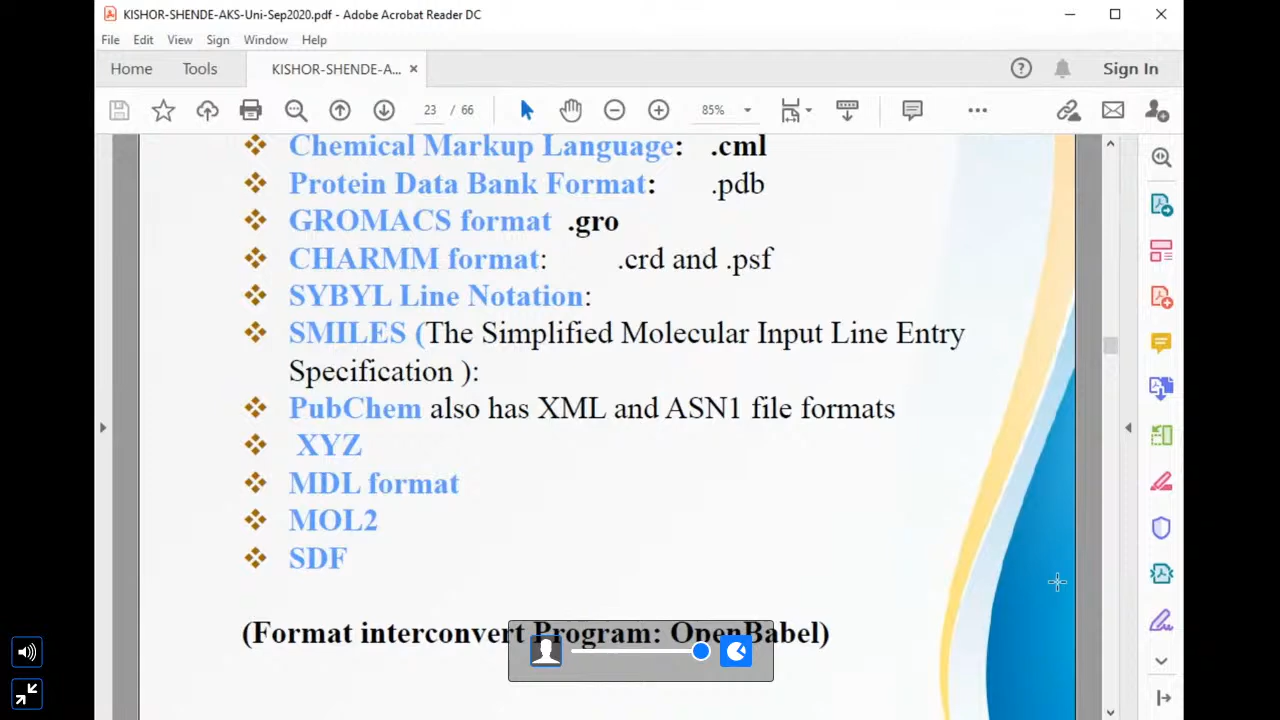 KISHOR-SHENDE-AKS-Uni-Sep2020.pdf - Adobe Acrobat Reader DC
File Edit View Sign Window Help
Home Tools KISHOR-SHENDE-A... × Sign In
23 / 66 85%
Chemical Markup Language: .cml
Protein Data Bank Format: .pdb
GROMACS format .gro
CHARMM format: .crd and .psf
SYBYL Line Notation:
SMILES (The Simplified Molecular Input Line Entry
Specification ):
PubChem also has XML and ASN1 file formats
XYZ
MDL format
MOL2
SDF
(Format interconvert Program: OpenBabel)